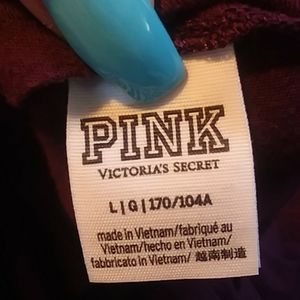 PINK
VICTORIA'S SECRET
L | G | 170/104A
made in Vietnam/fabriqué au
Vietnam/hecho en Vietnam/
fabbricato in Vietnam/ 越南制造